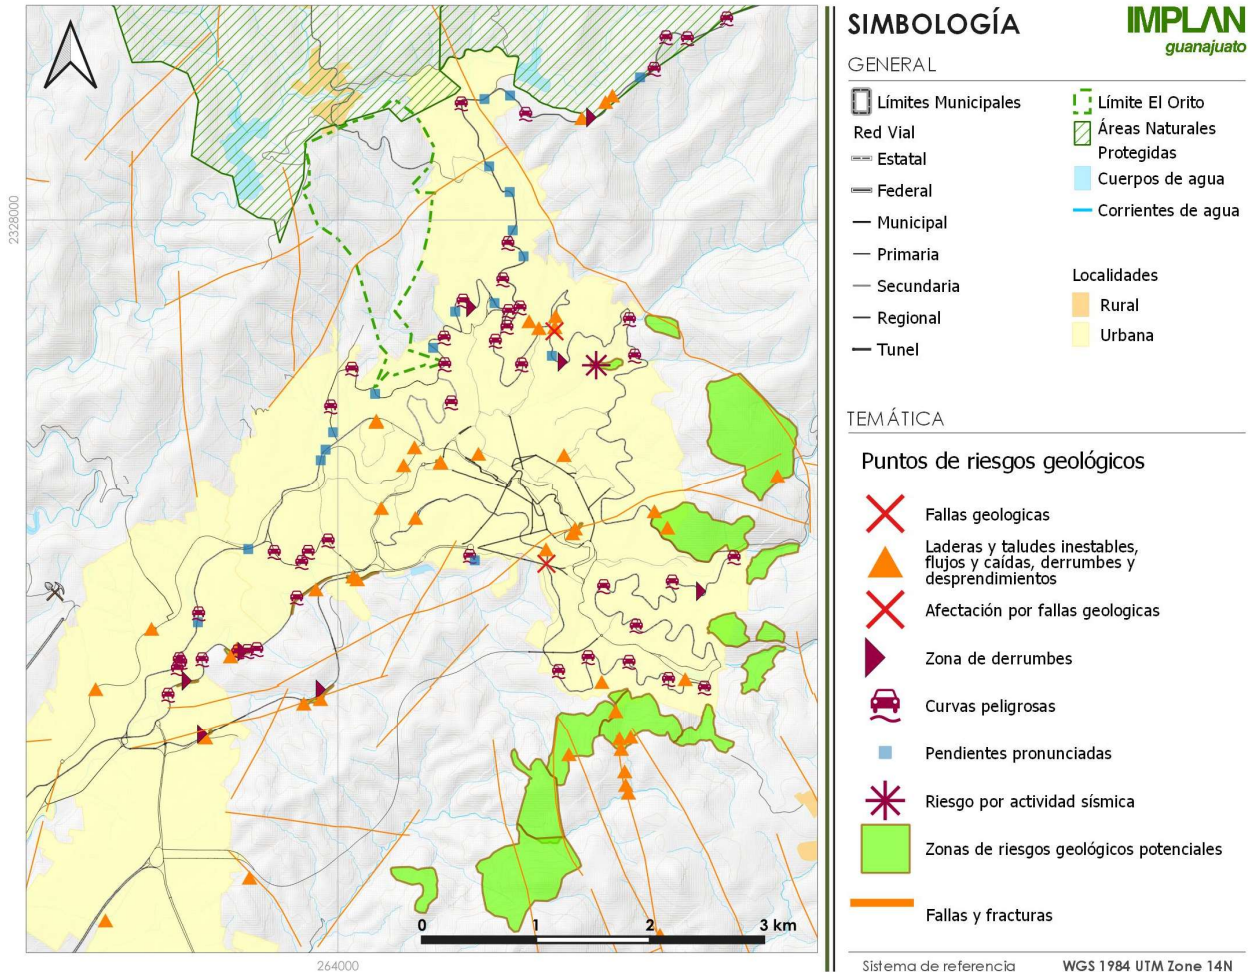 SIMBOLOGÍA
IMPLAN
guanajuato
GENERAL
Límites Municipales
Red Vial
Estatal
Federal
Municipal
Primaria
Secundaria
Regional
Tunel
Límite El Orito
Áreas Naturales
Protegidas
Cuerpos de agua
Corrientes de agua
Localidades
Rural
Urbana
TEMÁTICA
Puntos de riesgos geológicos
Fallas geologicas
Laderas y taludes inestables,
flujos y caídas, derrumbes y
desprendimientos
Afectación por fallas geologicas
Zona de derrumbes
Curvas peligrosas
Pendientes pronunciadas
Riesgo por actividad sísmica
Zonas de riesgos geológicos potenciales
Fallas y fracturas
Sistema de referencia WGS 1984 UTM Zone 14N
2328000
0 1 2 3 km
264000